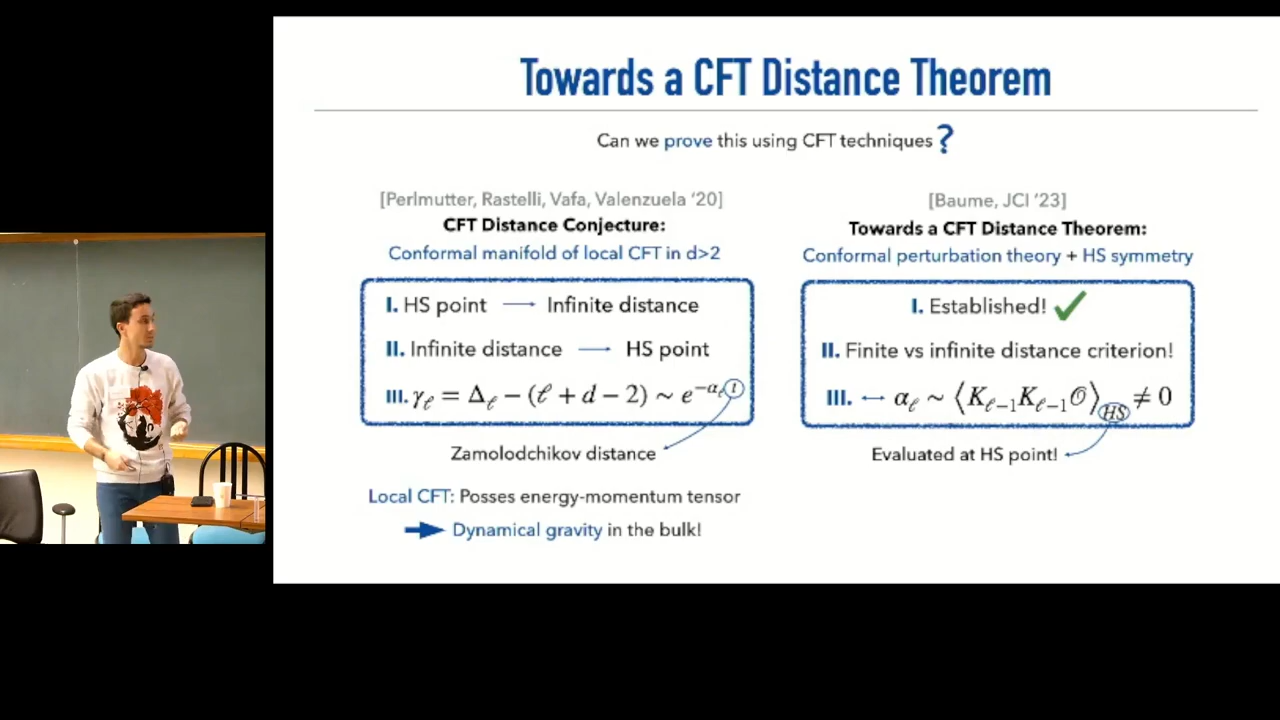 Towards a CFT Distance Theorem
Can we prove this using CFT techniques?
[Perlmutter, Rastelli, Vafa, Valenzuela '20]
CFT Distance Conjecture:
Conformal manifold of local CFT in d>2
I. HS point → Infinite distance
II. Infinite distance → HS point
III. γ_ℓ = Δ_ℓ − (ℓ + d − 2) ~ e^{−α_ℓ t}
Zamolodchikov distance
Local CFT: Posses energy-momentum tensor
Dynamical gravity in the bulk!
[Baume, JCI '23]
Towards a CFT Distance Theorem:
Conformal perturbation theory + HS symmetry
I. Established! ✓
II. Finite vs infinite distance criterion!
III. ↔ α_ℓ ~ ⟨K_{ℓ−1}K_{ℓ−1}𝒪⟩_{HS} ≠ 0
Evaluated at HS point!